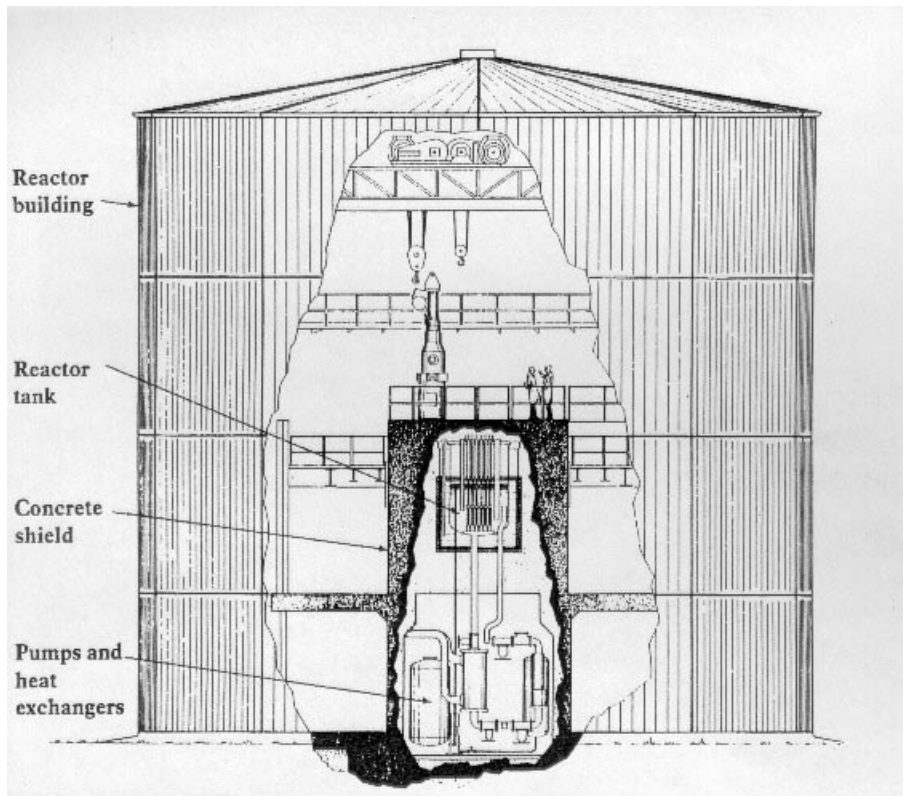 Reactor
building
Reactor
tank
Concrete
shield
Pumps and
heat
exchangers